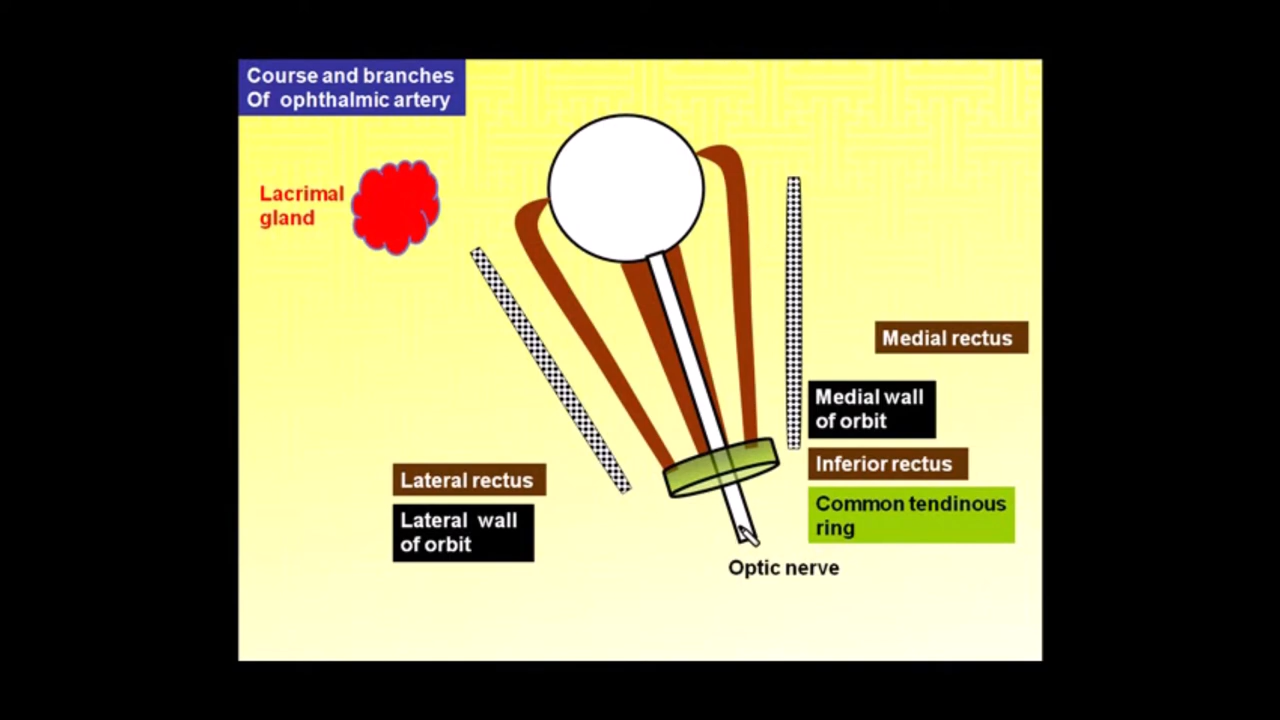 Course and branches
Of ophthalmic artery
Lacrimal
gland
Medial rectus
Medial wall
of orbit
Inferior rectus
Lateral rectus
Common tendinous
ring
Lateral wall
of orbit
Optic nerve